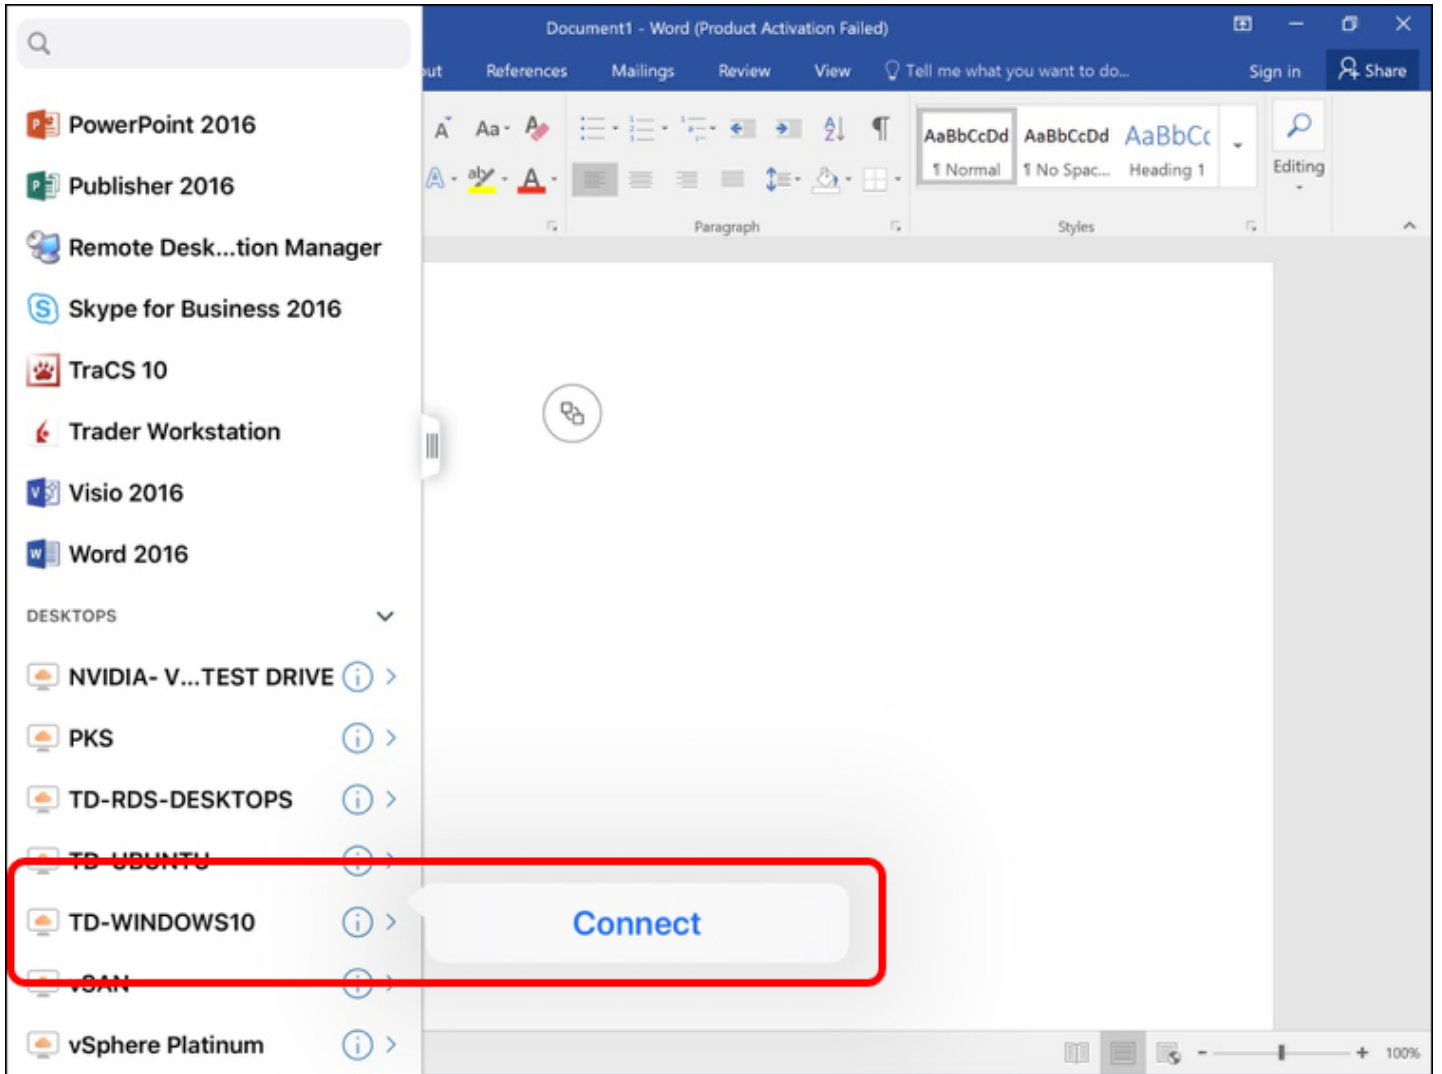 Document1 - Word (Product Activation Failed)
out References Mailings Review View Tell me what you want to do... Sign in Share
PowerPoint 2016
Publisher 2016
Remote Desk...tion Manager
Skype for Business 2016
TraCS 10
Trader Workstation
Visio 2016
Word 2016
DESKTOPS
NVIDIA- V...TEST DRIVE
PKS
TD-RDS-DESKTOPS
TD-UBUNTU
TD-WINDOWS10
Connect
vSAN
vSphere Platinum
AaBbCcDd AaBbCcDd AaBbCc
¶ Normal ¶ No Spac... Heading 1
Editing
Paragraph Styles
100%